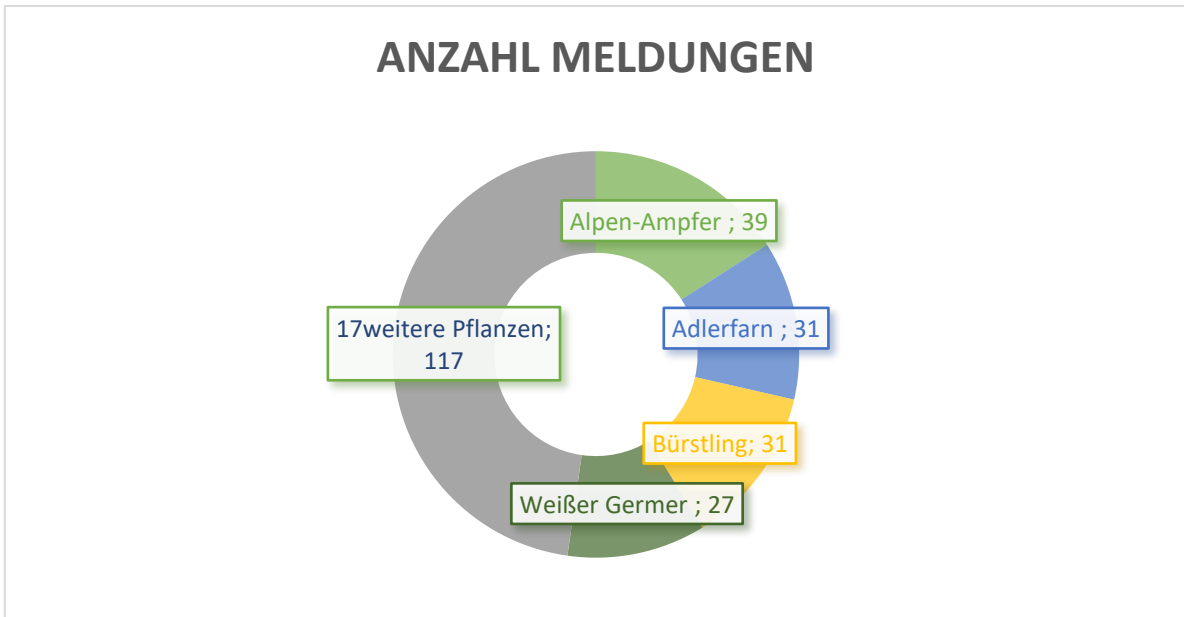 ANZAHL MELDUNGEN
Alpen-Ampfer ; 39
17weitere Pflanzen;
117
Adlerfarn ; 31
Bürstling; 31
Weißer Germer ; 27